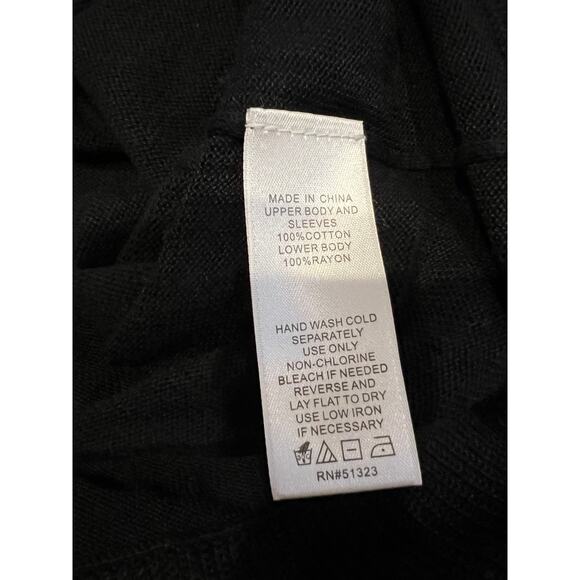 MADE IN CHINA
UPPER BODY AND
SLEEVES
100%COTTON
LOWER BODY
100%RAYON
HAND WASH COLD
SEPARATELY
USE ONLY
NON-CHLORINE
BLEACH IF NEEDED
REVERSE AND
LAY FLAT TO DRY
USE LOW IRON
IF NECESSARY
RN#51323